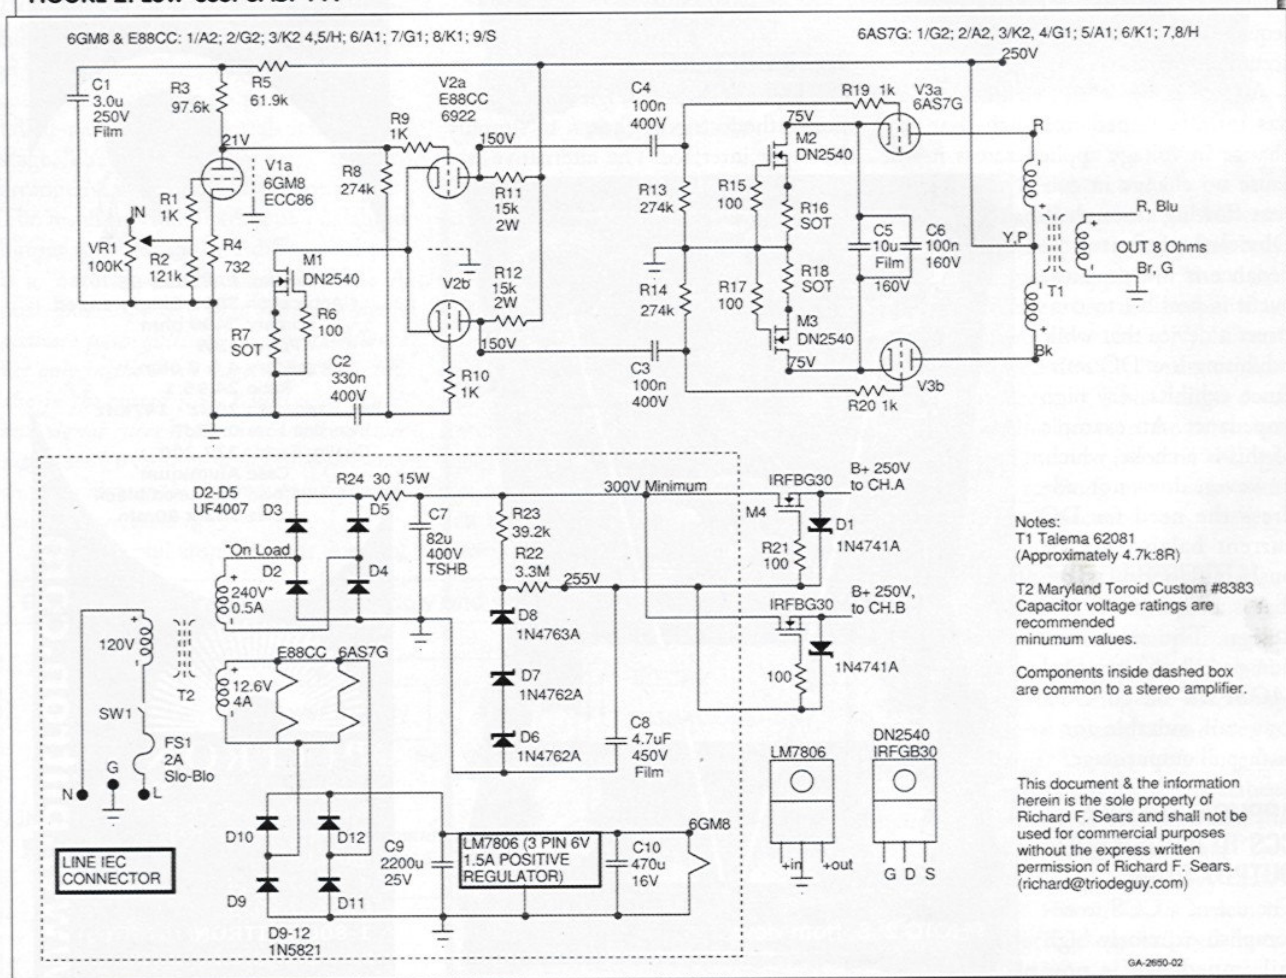 6GM8 & E88CC: 1/A2; 2/G2; 3/K2 4,5/H; 6/A1; 7/G1; 8/K1; 9/S
6AS7G: 1/G2; 2/A2, 3/K2, 4/G1; 5/A1; 6/K1; 7,8/H
250V
C1
3.0u
250V
Film
R3
97.6k
R5
61.9k
21V
V1a
6GM8
ECC86
IN
R1
1K
VR1
100K
R2
121k
R4
732
R9
1K
R8
274k
V2a
E88CC
6922
150V
R11
15k
2W
M1
DN2540
R7
SOT
R6
100
C2
330n
400V
V2b
R12
15k
2W
150V
R10
1K
C4
100n
400V
C3
100n
400V
R13
274k
R14
274k
R15
100
R17
100
75V
M2
DN2540
R16
SOT
R18
SOT
M3
DN2540
75V
R19 1k
V3a
6AS7G
C5
10u
Film
160V
C6
100n
160V
V3b
R20 1k
R
+
-
Y,P
-
+
Bk
T1
+
-
R, Blu
OUT 8 Ohms
Br, G
R24 30 15W
D2-D5
UF4007
D3
D5
"On Load
D2
D4
+
240V*
0.5A
-
C7
82u
400V
TSHB
300V Minimum
R23
39.2k
R22
3.3M
255V
D8
1N4763A
D7
1N4762A
D6
1N4762A
C8
4.7uF
450V
Film
IRFBG30
M4
B+ 250V
to CH.A
D1
1N4741A
R21
100
IRFBG30
B+ 250V,
to CH.B
1N4741A
100
+
120V
-
T2
E88CC 6AS7G
+
12.6V
4A
-
SW1
FS1
2A
Slo-Blo
N
G
L
LINE IEC
CONNECTOR
D10
D12
D9
D11
D9-12
1N5821
C9
2200u
25V
LM7806 (3 PIN 6V
1.5A POSITIVE
REGULATOR)
C10
470u
16V
6GM8
LM7806
+in
+out
DN2540
IRFGB30
G D S
Notes:
T1 Talema 62081
(Approximately 4.7k:8R)
T2 Maryland Toroid Custom #8383
Capacitor voltage ratings are
recommended
minumum values.
Components inside dashed box
are common to a stereo amplifier.
This document & the information
herein is the sole property of
Richard F. Sears and shall not be
used for commercial purposes
without the express written
permission of Richard F. Sears.
(richard@triodeguy.com)
GA-2650-02